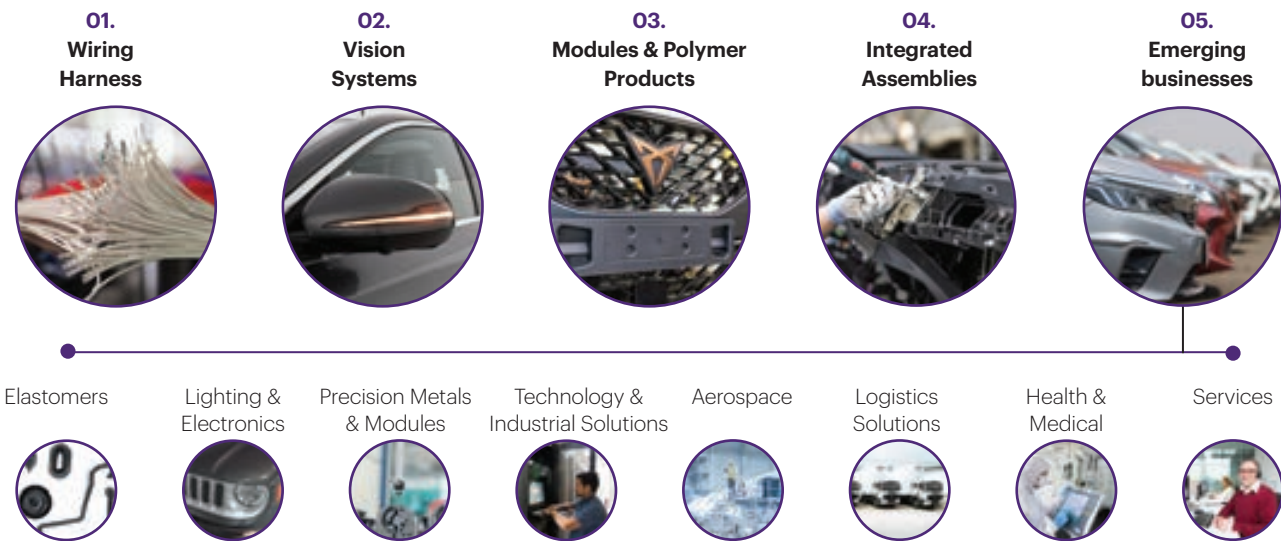 01.
Wiring
Harness
02.
Vision
Systems
03.
Modules & Polymer
Products
04.
Integrated
Assemblies
05.
Emerging
businesses
Elastomers
Lighting &
Electronics
Precision Metals
& Modules
Technology &
Industrial Solutions
Aerospace
Logistics
Solutions
Health &
Medical
Services